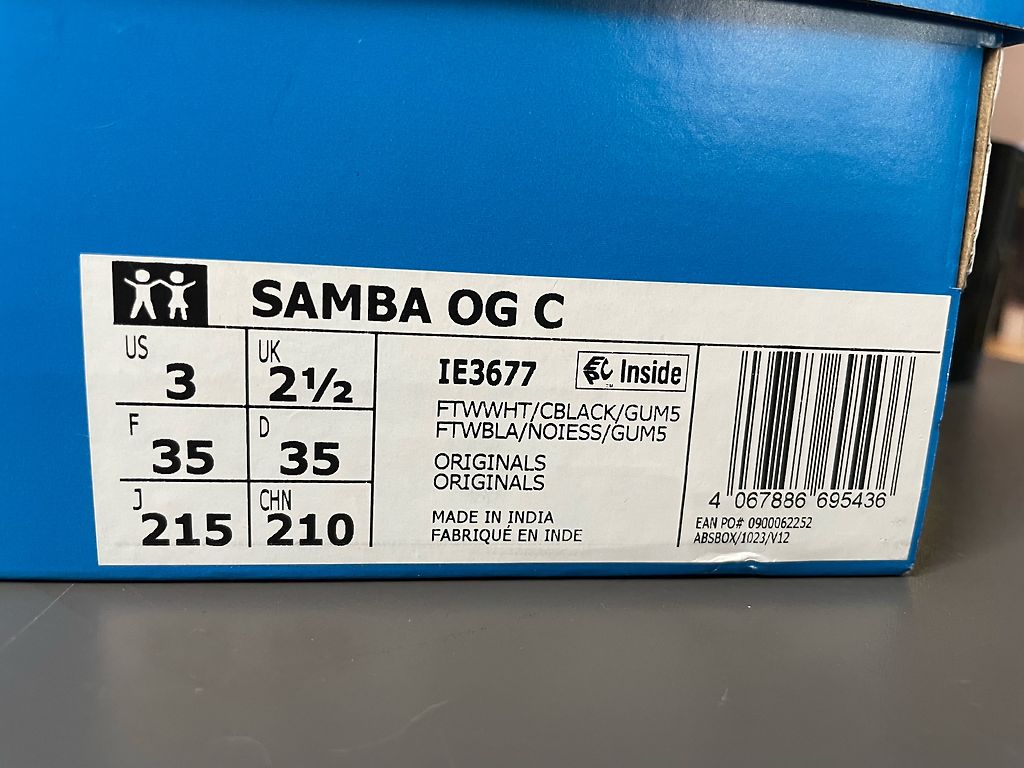 SAMBA OG C
US 3
UK 2½
F 35
D 35
J 215
CHN 210
IE3677
Inside
FTWWHT/CBLACK/GUM5
FTWBLA/NOIESS/GUM5
ORIGINALS
ORIGINALS
MADE IN INDIA
FABRIQUÉ EN INDE
4 067886 695436
EAN PO# 0900062252
ABSBOX/1023/V12